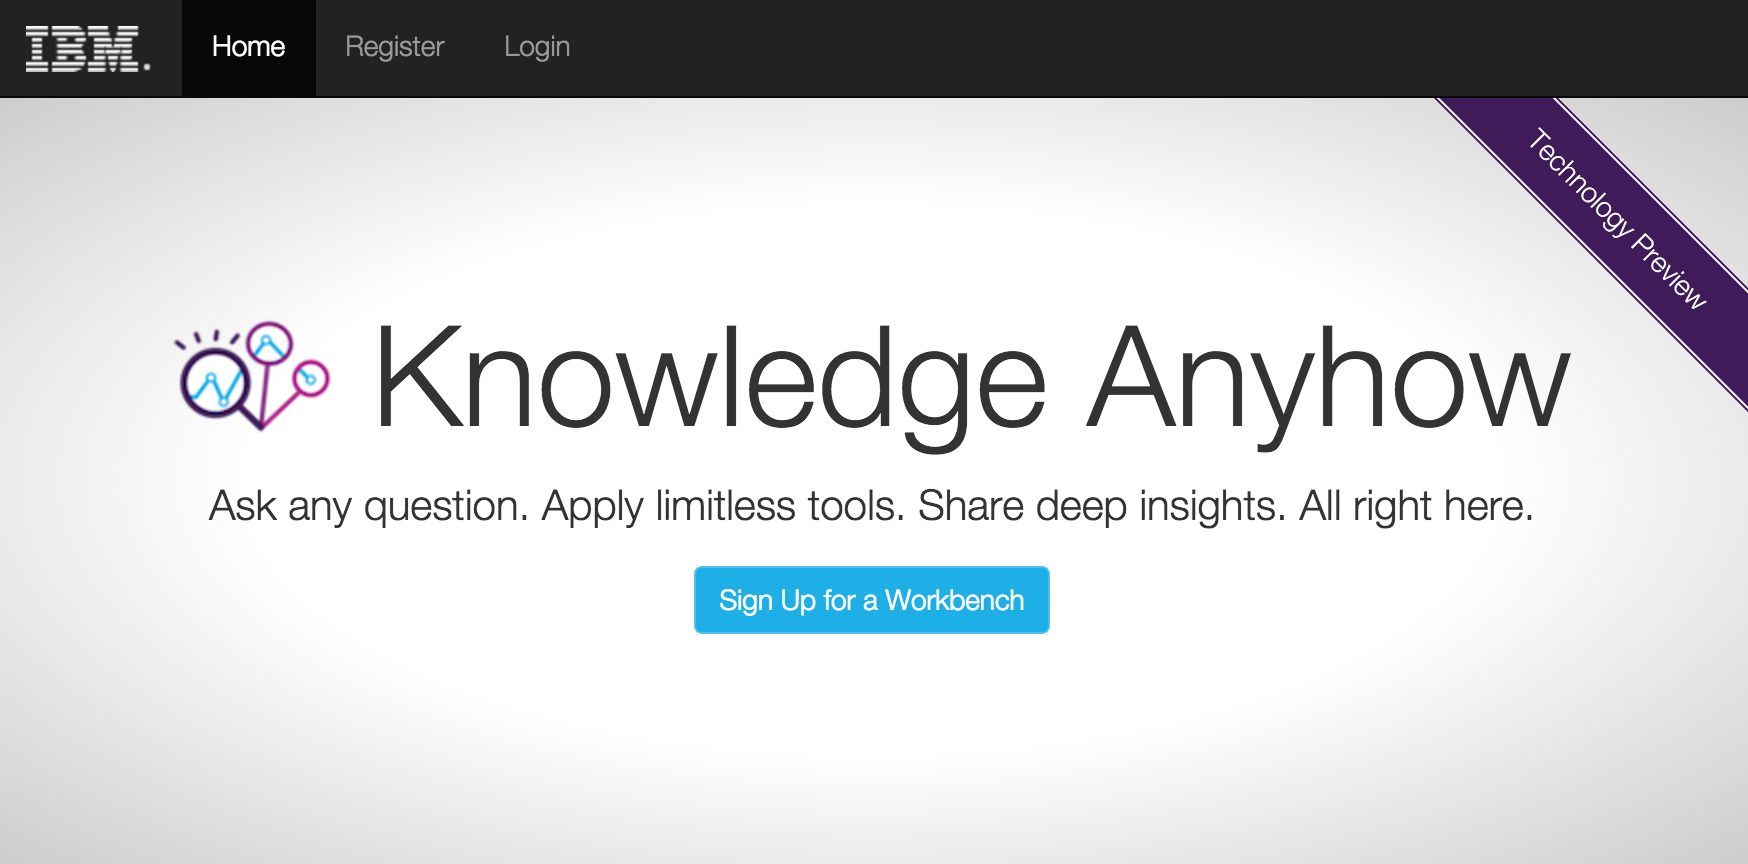 IBM.
Home
Register
Login
Technology Preview
Knowledge Anyhow
Ask any question. Apply limitless tools. Share deep insights. All right here.
Sign Up for a Workbench